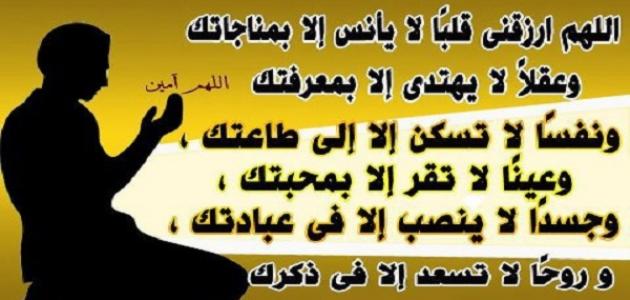 اللهم ارزقنى قلبًا لا يأنس إلا بمناجاتك
وعقلاً لا يهتدى إلا بمعرفتك
اللهم آمين
ونفسًا لا تسكن إلا إلى طاعتك ،
وعينًا لا تقر إلا بمحبتك ،
وجسدًا لا ينصب إلا فى عبادتك ،
و روحًا لا تسعد إلا فى ذكرك